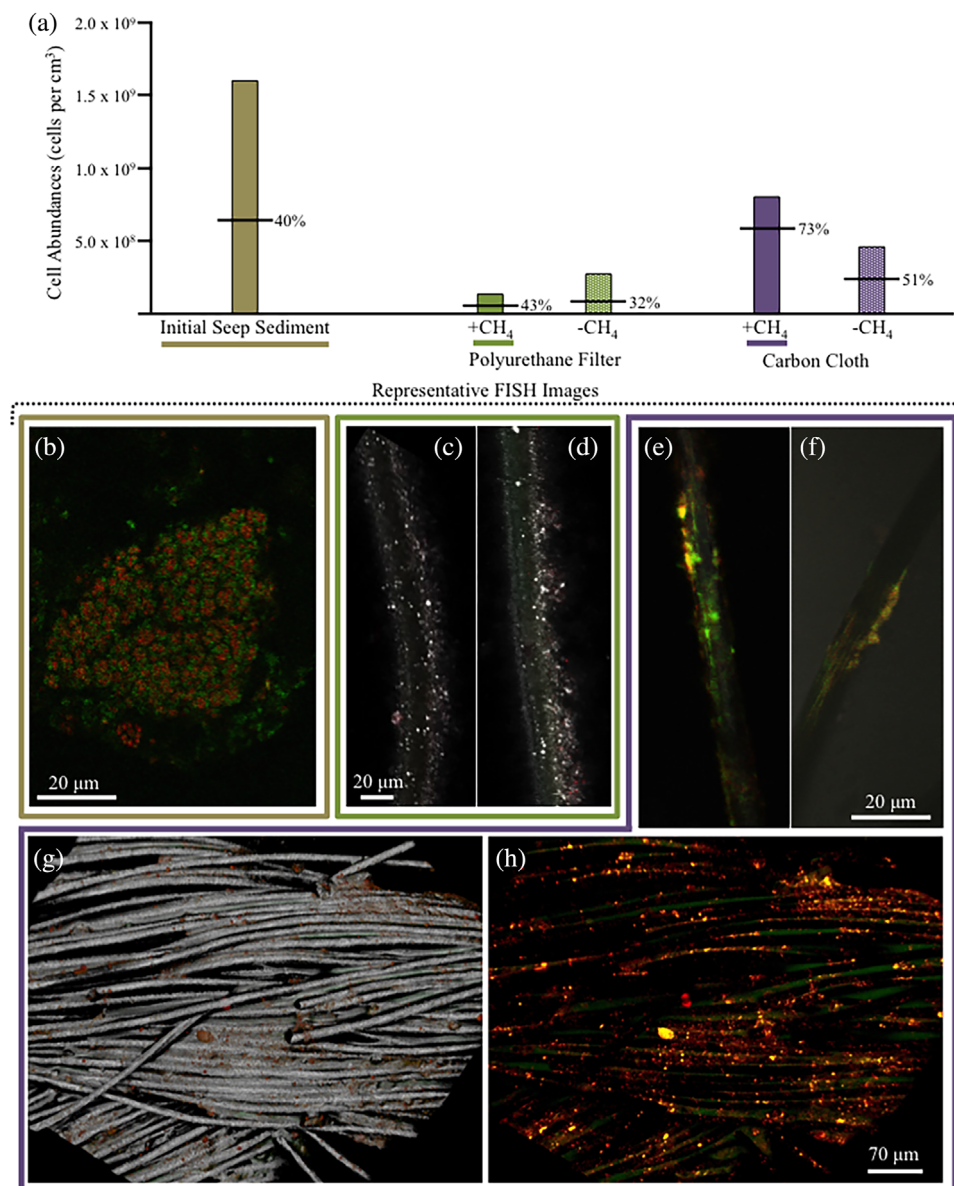 (a)
Cell Abundances (cells per cm³)
2.0 x 10⁹
1.5 x 10⁹
1.0 x 10⁹
5.0 x 10⁸
40%
43%
32%
73%
51%
Initial Seep Sediment
+CH₄
-CH₄
+CH₄
-CH₄
Polyurethane Filter
Carbon Cloth
Representative FISH Images
(b)
(c)
(d)
(e)
(f)
20 μm
20 μm
20 μm
(g)
(h)
70 μm